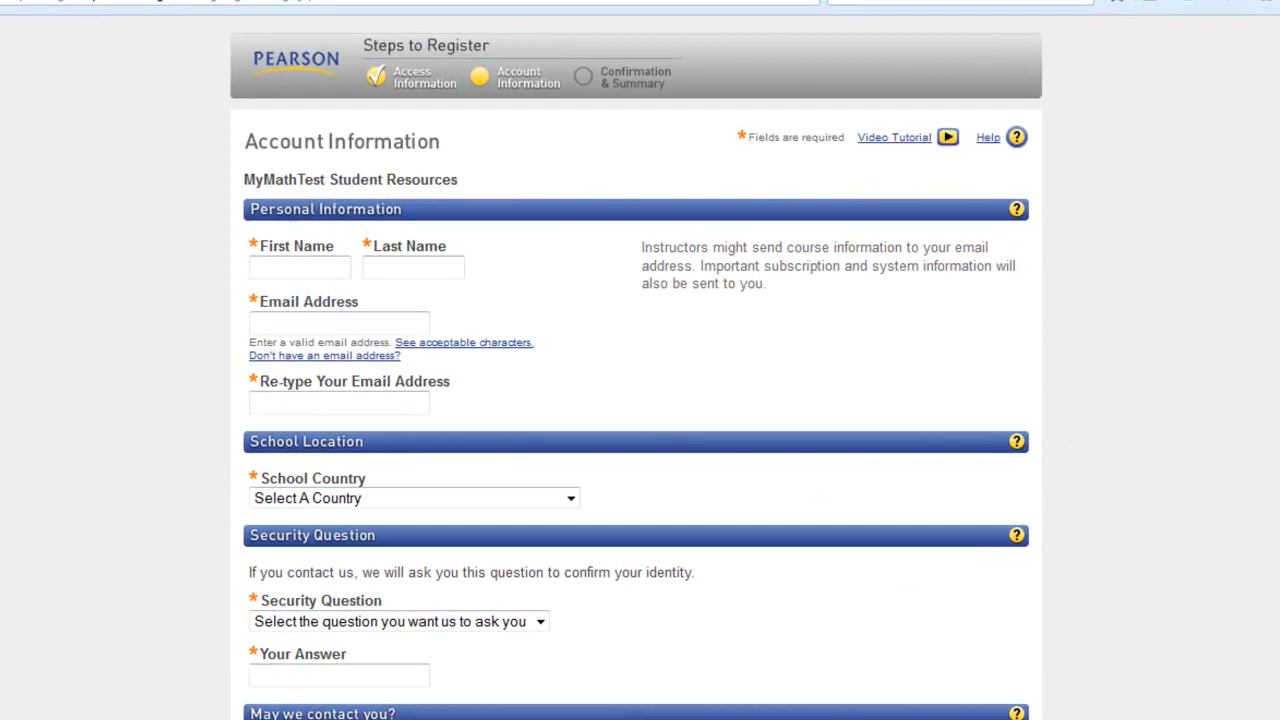 PEARSON
Steps to Register
Access Information
Account Information
Confirmation & Summary
Account Information
*Fields are required
Video Tutorial
Help ?
MyMathTest Student Resources
Personal Information ?
*First Name *Last Name
Instructors might send course information to your email
address. Important subscription and system information will
also be sent to you.
*Email Address
Enter a valid email address. See acceptable characters.
Don't have an email address?
*Re-type Your Email Address
School Location ?
*School Country
Select A Country
Security Question ?
If you contact us, we will ask you this question to confirm your identity.
*Security Question
Select the question you want us to ask you
*Your Answer
May we contact you? ?